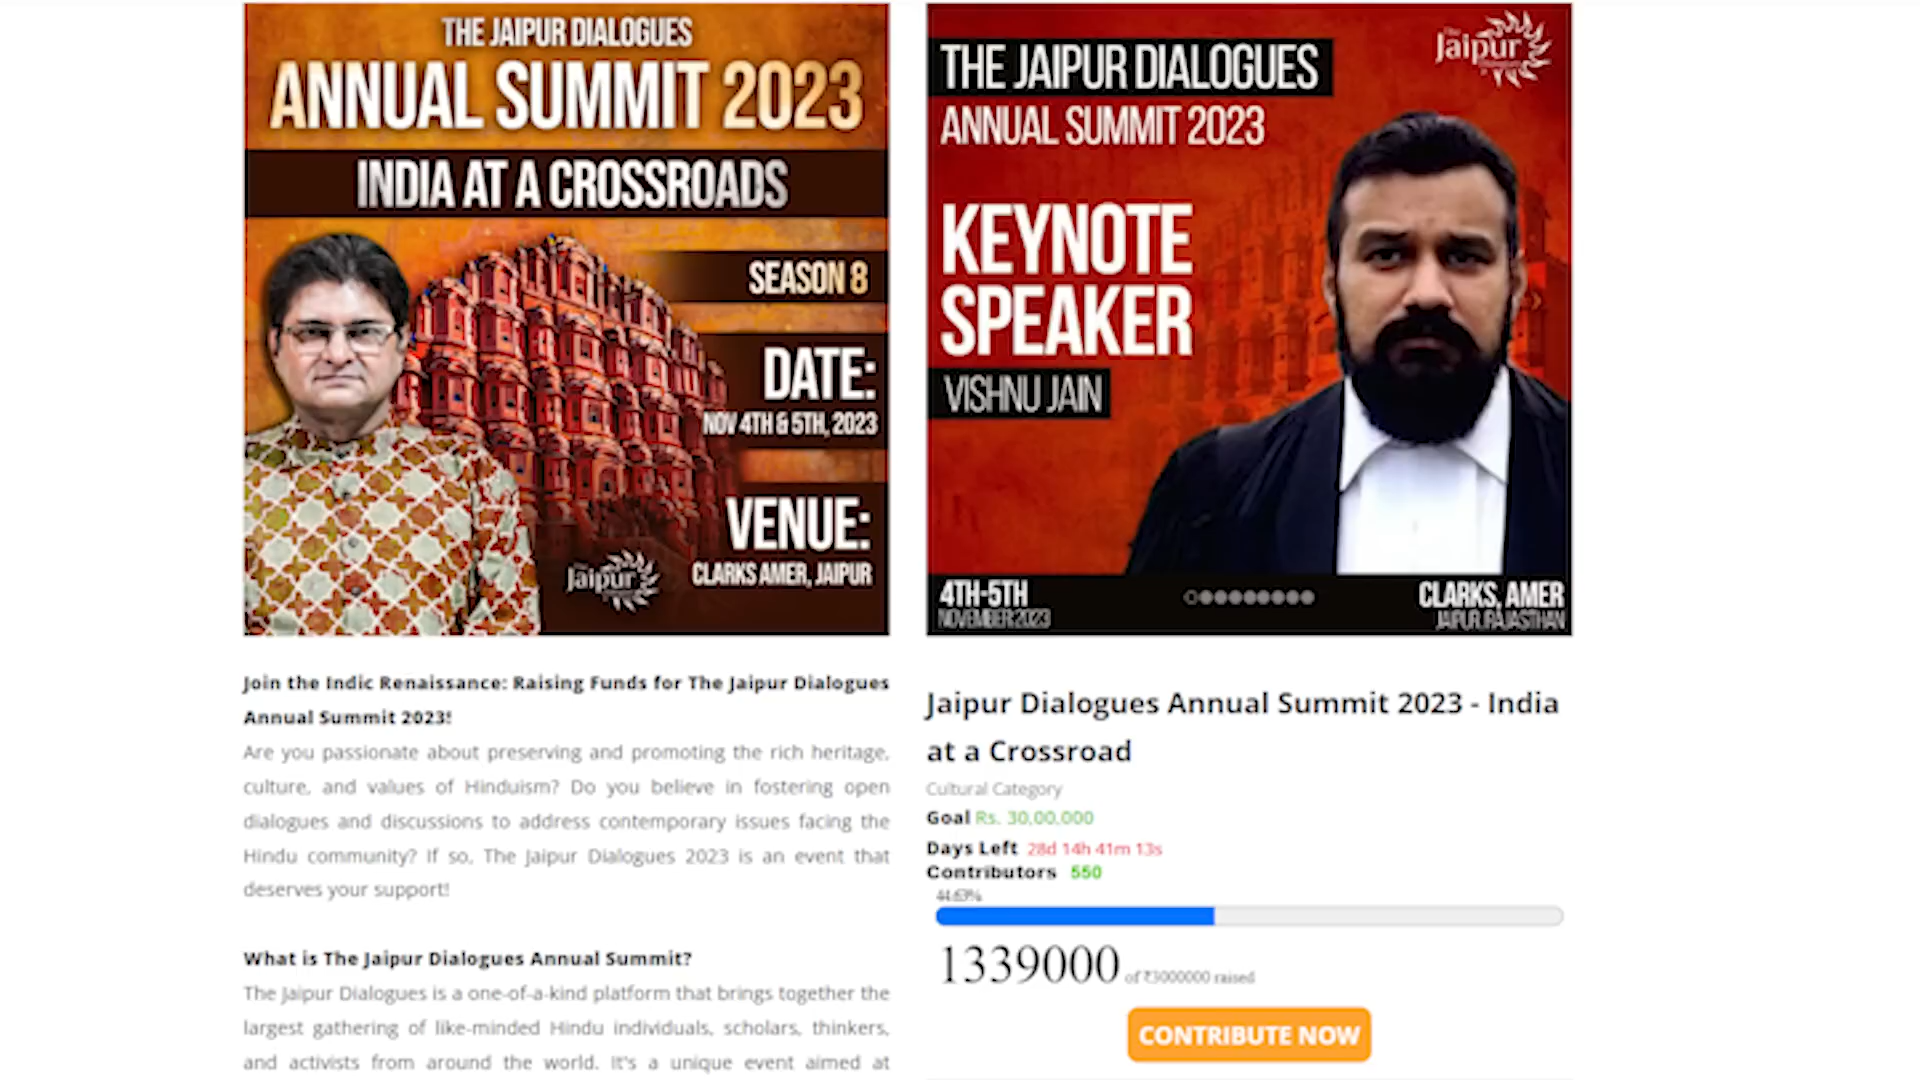 THE JAIPUR DIALOGUES
ANNUAL SUMMIT 2023
INDIA AT A CROSSROADS
SEASON 8
DATE:
NOV 4TH & 5TH, 2023
VENUE:
CLARKS AMER, JAIPUR
The
Jaipur
The
Jaipur
THE JAIPUR DIALOGUES
ANNUAL SUMMIT 2023
KEYNOTE
SPEAKER
VISHNU JAIN
4TH-5TH
NOVEMBER 2023
CLARKS, AMER
JAIPUR, RAJASTHAN
Join the Indic Renaissance: Raising Funds for The Jaipur Dialogues
Annual Summit 2023!
Are you passionate about preserving and promoting the rich heritage,
culture, and values of Hinduism? Do you believe in fostering open
dialogues and discussions to address contemporary issues facing the
Hindu community? If so, The Jaipur Dialogues 2023 is an event that
deserves your support!
What is The Jaipur Dialogues Annual Summit?
The Jaipur Dialogues is a one-of-a-kind platform that brings together the
largest gathering of like-minded Hindu individuals, scholars, thinkers,
and activists from around the world. It's a unique event aimed at
Jaipur Dialogues Annual Summit 2023 - India
at a Crossroad
Cultural Category
Goal Rs. 30,00,000
Days Left 28d 14h 41m 13s
Contributors 550
44.63%
1339000 of ₹3000000 raised
CONTRIBUTE NOW